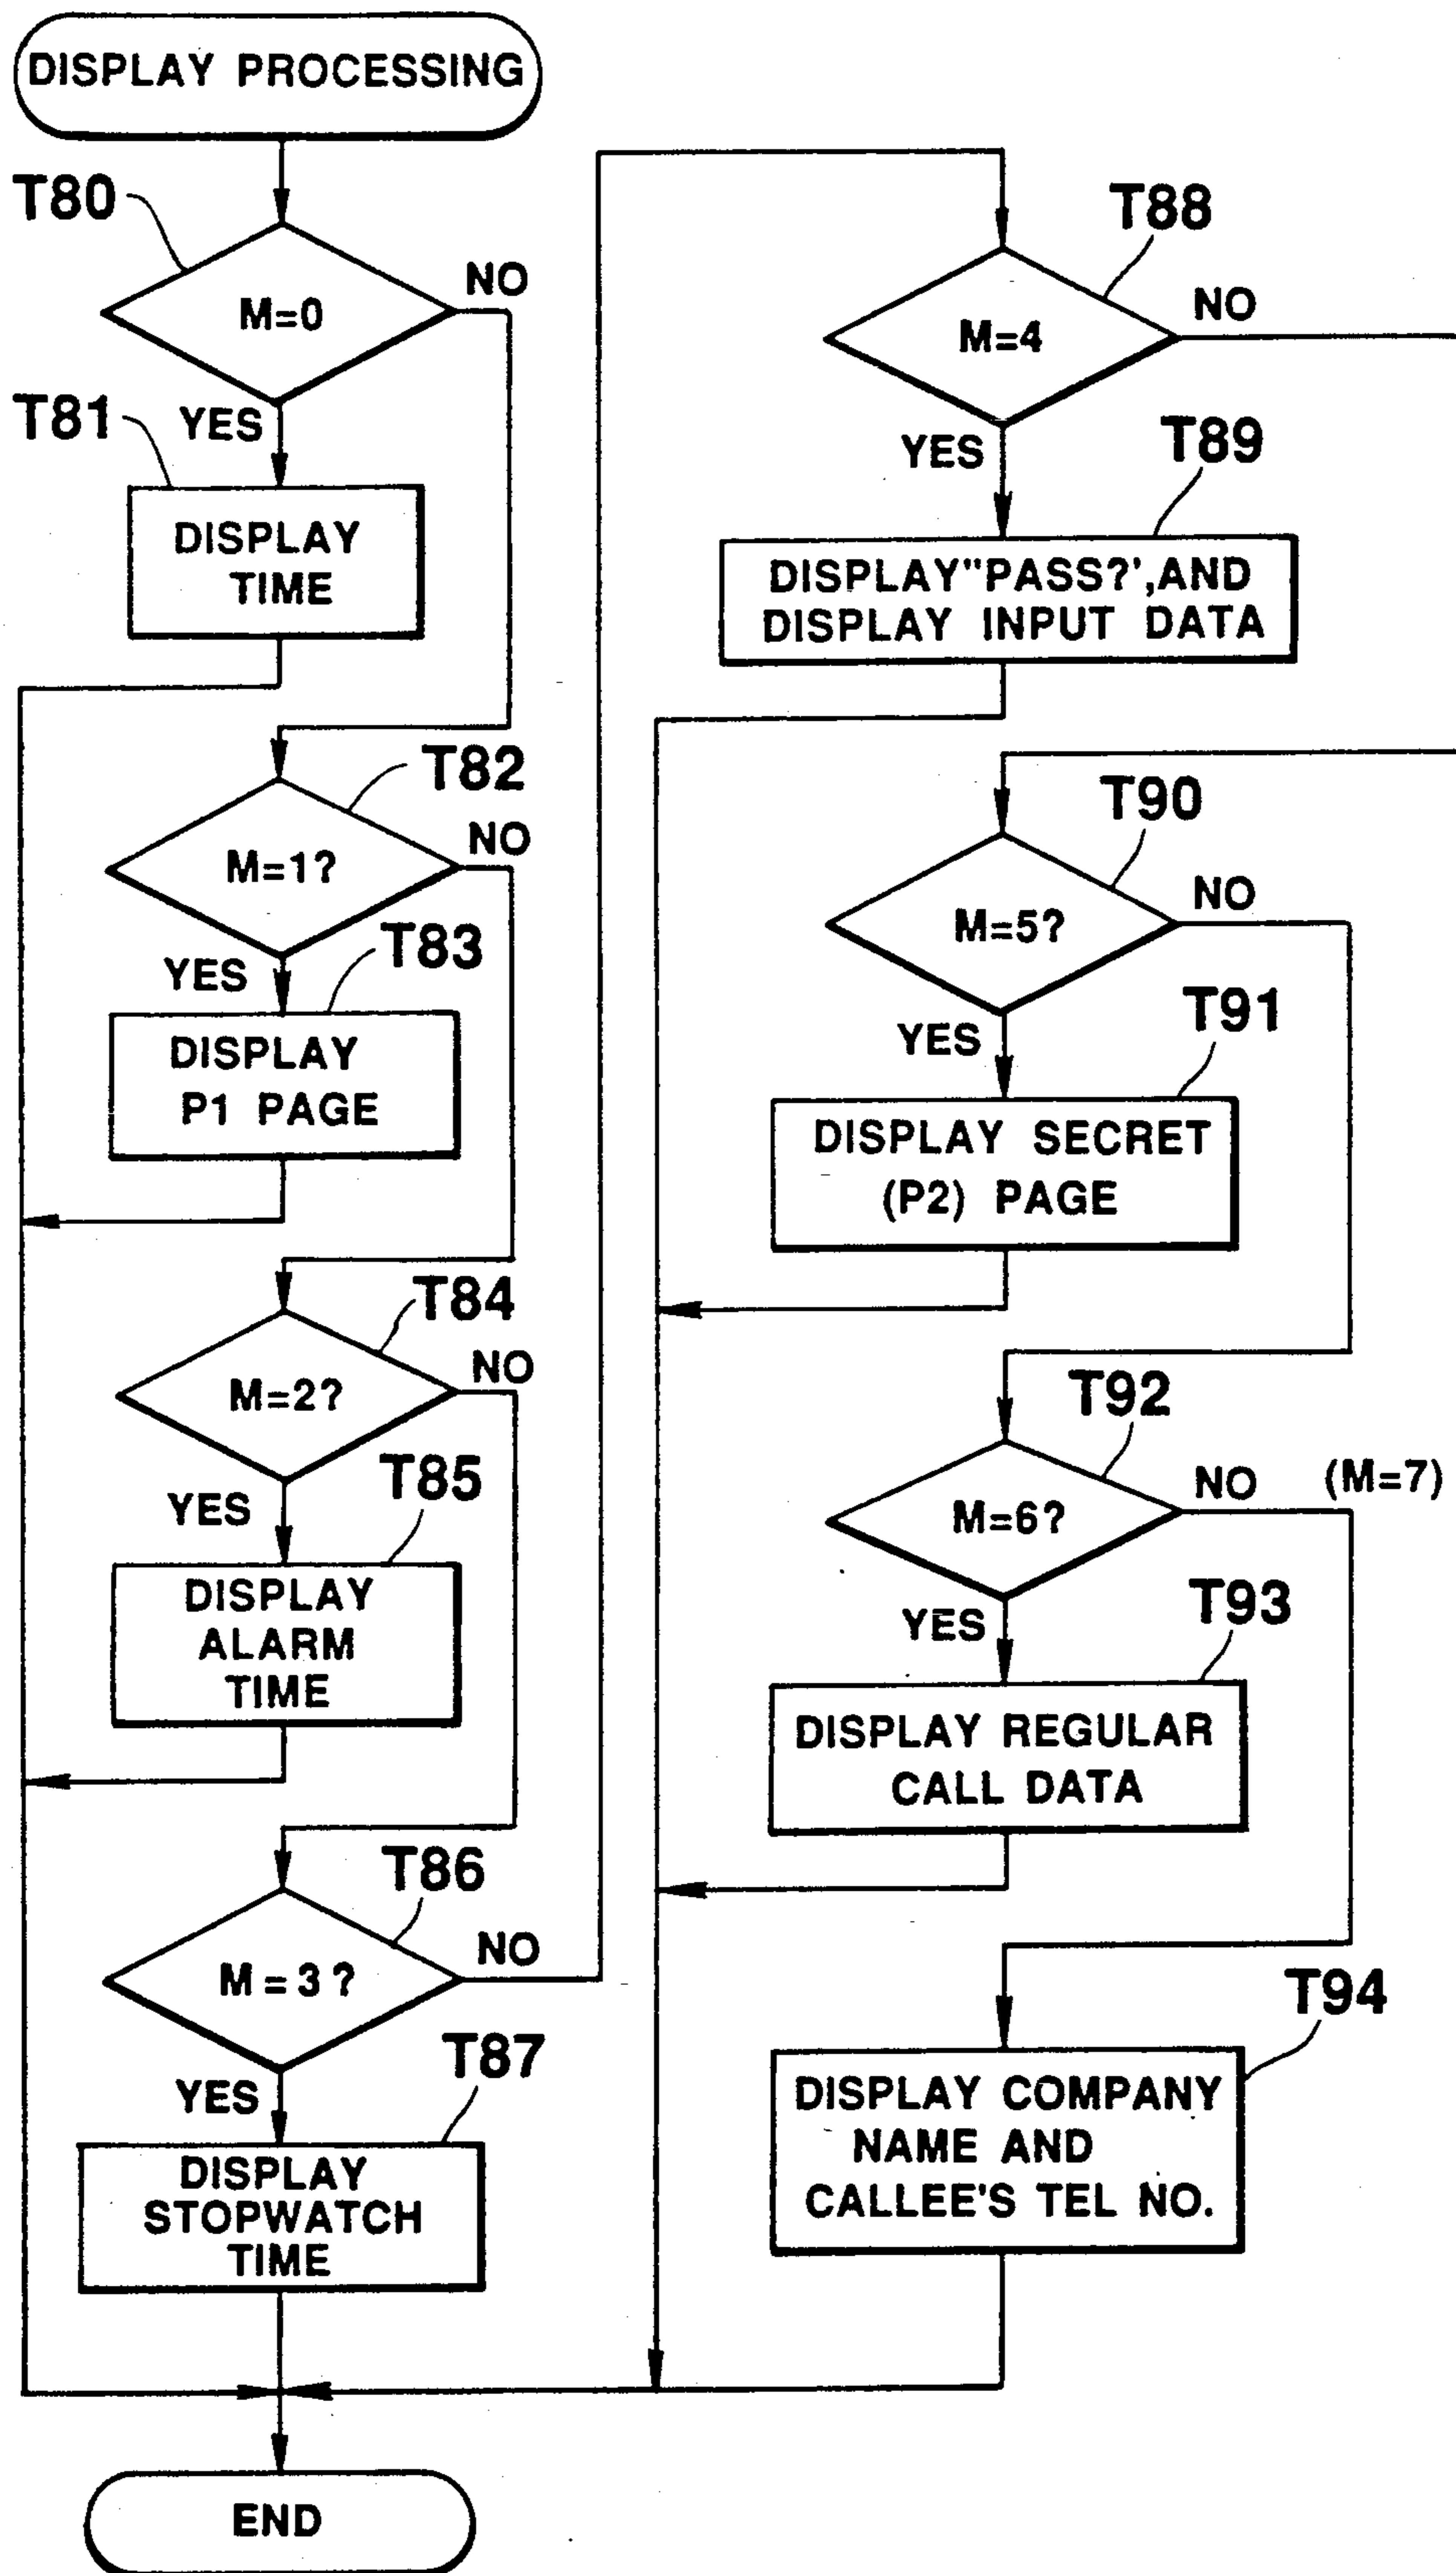 DISPLAY PROCESSING
T80
M=0
NO
YES
T81
DISPLAY
TIME
T82
M=1?
NO
YES
T83
DISPLAY
P1 PAGE
T84
M=2?
NO
YES
T85
DISPLAY
ALARM
TIME
T86
M=3?
NO
YES
T87
DISPLAY
STOPWATCH
TIME
T88
M=4
NO
YES
T89
DISPLAY"PASS?',AND
DISPLAY INPUT DATA
T90
M=5?
NO
YES
T91
DISPLAY SECRET
(P2) PAGE
T92
M=6?
NO (M=7)
YES
T93
DISPLAY REGULAR
CALL DATA
T94
DISPLAY COMPANY
NAME AND
CALLEE'S TEL NO.
END